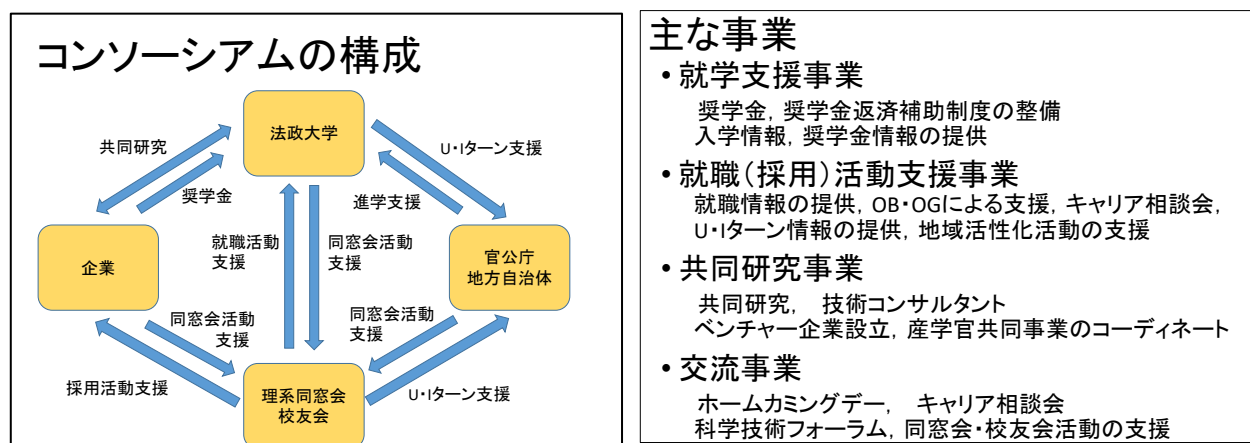 コンソーシアムの構成
法政大学
共同研究
U・Iターン支援
奨学金
進学支援
企業
就職活動
支援
同窓会活動
支援
官公庁
地方自治体
同窓会活動
支援
同窓会活動
支援
採用活動支援
理系同窓会
校友会
U・Iターン支援
主な事業
• 就学支援事業
奨学金，奨学金返済補助制度の整備
入学情報，奨学金情報の提供
• 就職（採用）活動支援事業
就職情報の提供，OB・OGによる支援，キャリア相談会，
U・Iターン情報の提供，地域活性化活動の支援
• 共同研究事業
共同研究，　技術コンサルタント
ベンチャー企業設立，産学官共同事業のコーディネート
• 交流事業
ホームカミングデー，　キャリア相談会
科学技術フォーラム，同窓会・校友会活動の支援